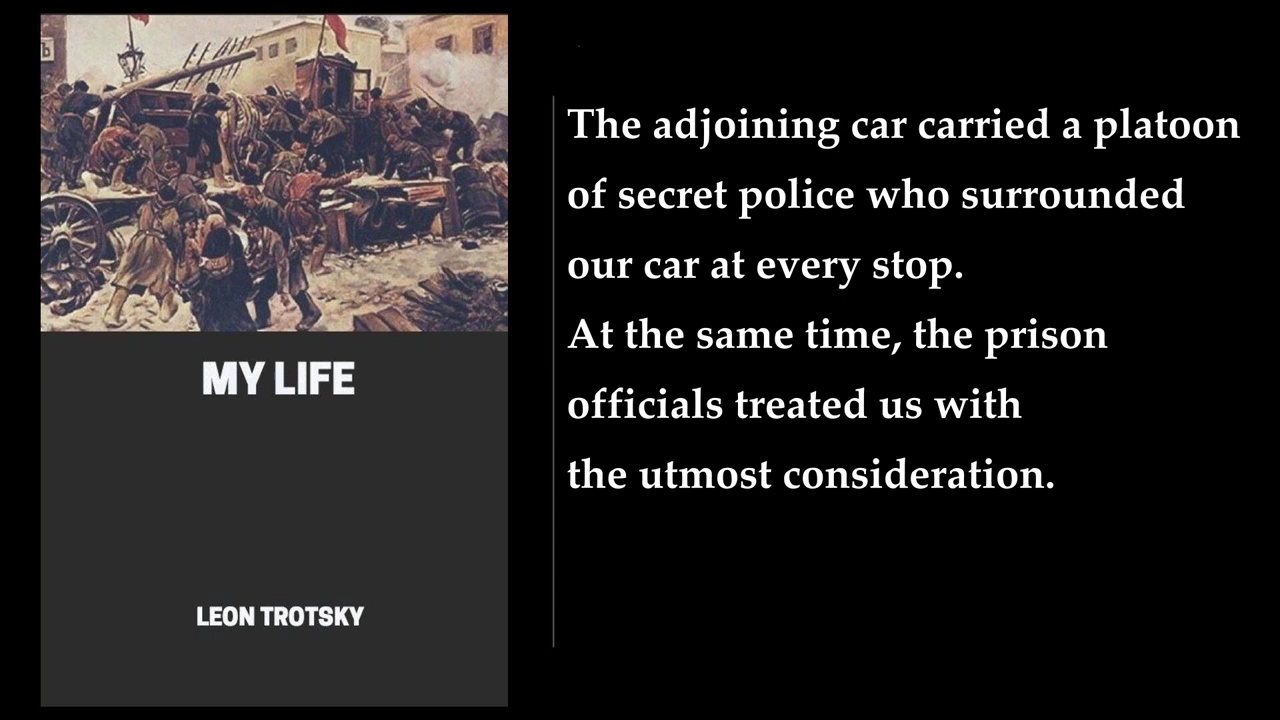 MY LIFE
LEON TROTSKY
The adjoining car carried a platoon
of secret police who surrounded
our car at every stop.
At the same time, the prison
officials treated us with
the utmost consideration.